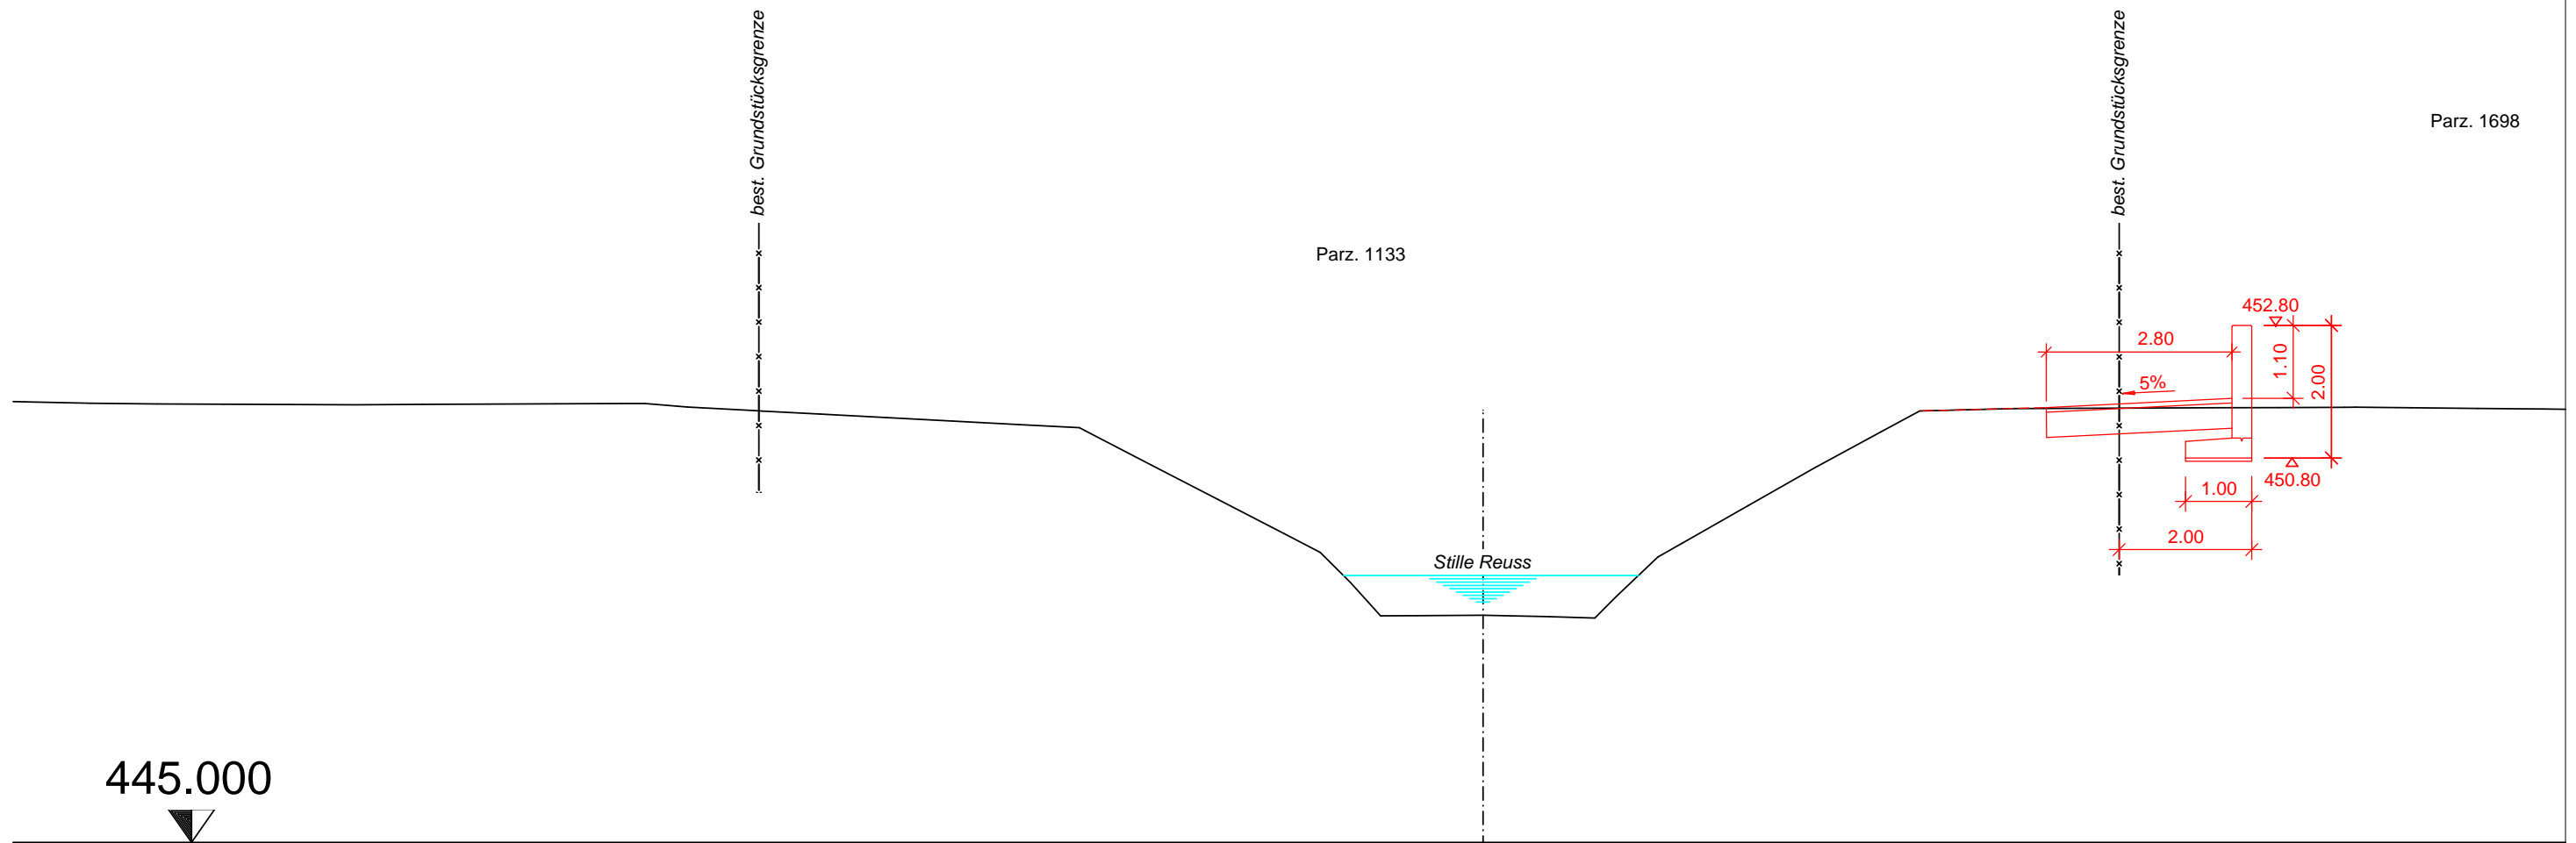 best. Grundstücksgrenze
best. Grundstücksgrenze
Parz. 1698
Parz. 1133
452.80
2.80
1.10
2.00
5%
450.80
1.00
2.00
Stille Reuss
445.000